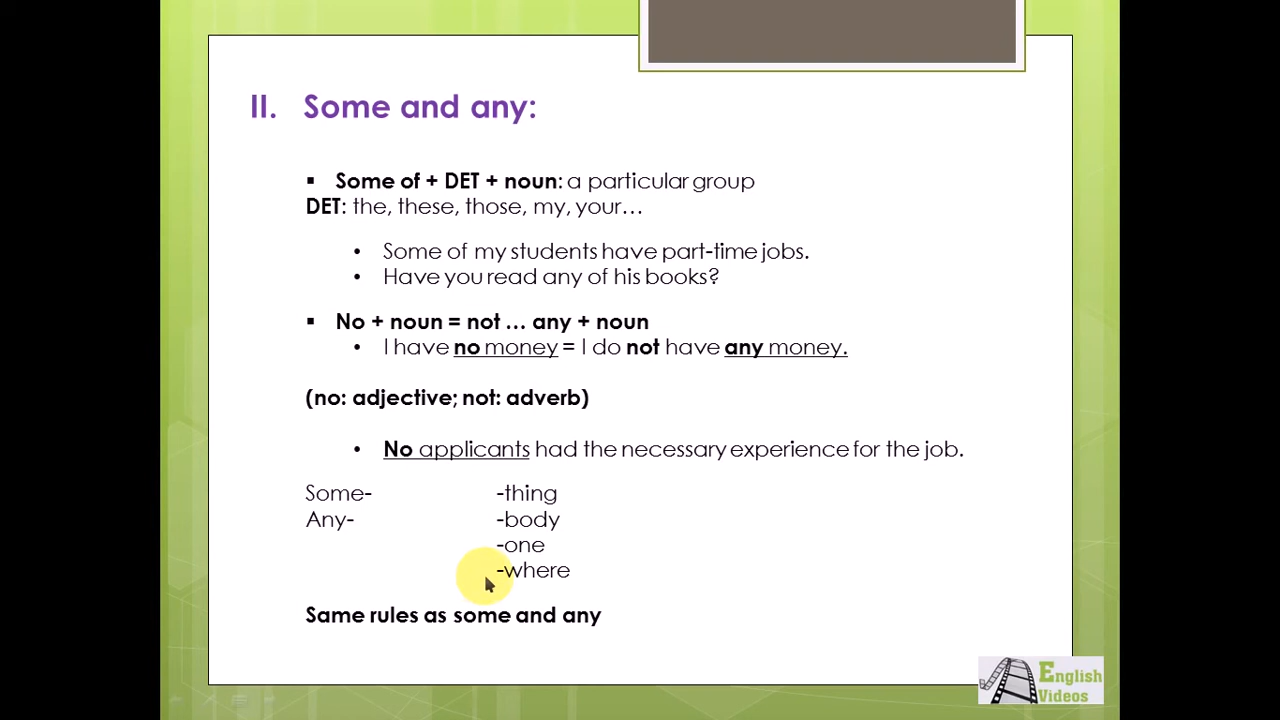 II. Some and any:
▪ Some of + DET + noun: a particular group
DET: the, these, those, my, your…
• Some of my students have part-time jobs.
• Have you read any of his books?
▪ No + noun = not … any + noun
• I have no money = I do not have any money.
(no: adjective; not: adverb)
• No applicants had the necessary experience for the job.
Some- -thing
Any- -body
-one
-where
Same rules as some and any
English
Videos